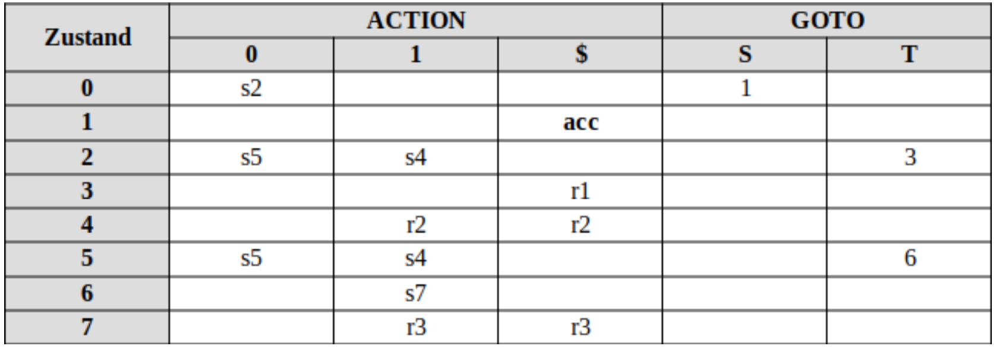 Zustand ACTION GOTO
0 1 $ S T
0 s2 1
1 acc
2 s5 s4 3
3 r1
4 r2 r2
5 s5 s4 6
6 s7
7 r3 r3